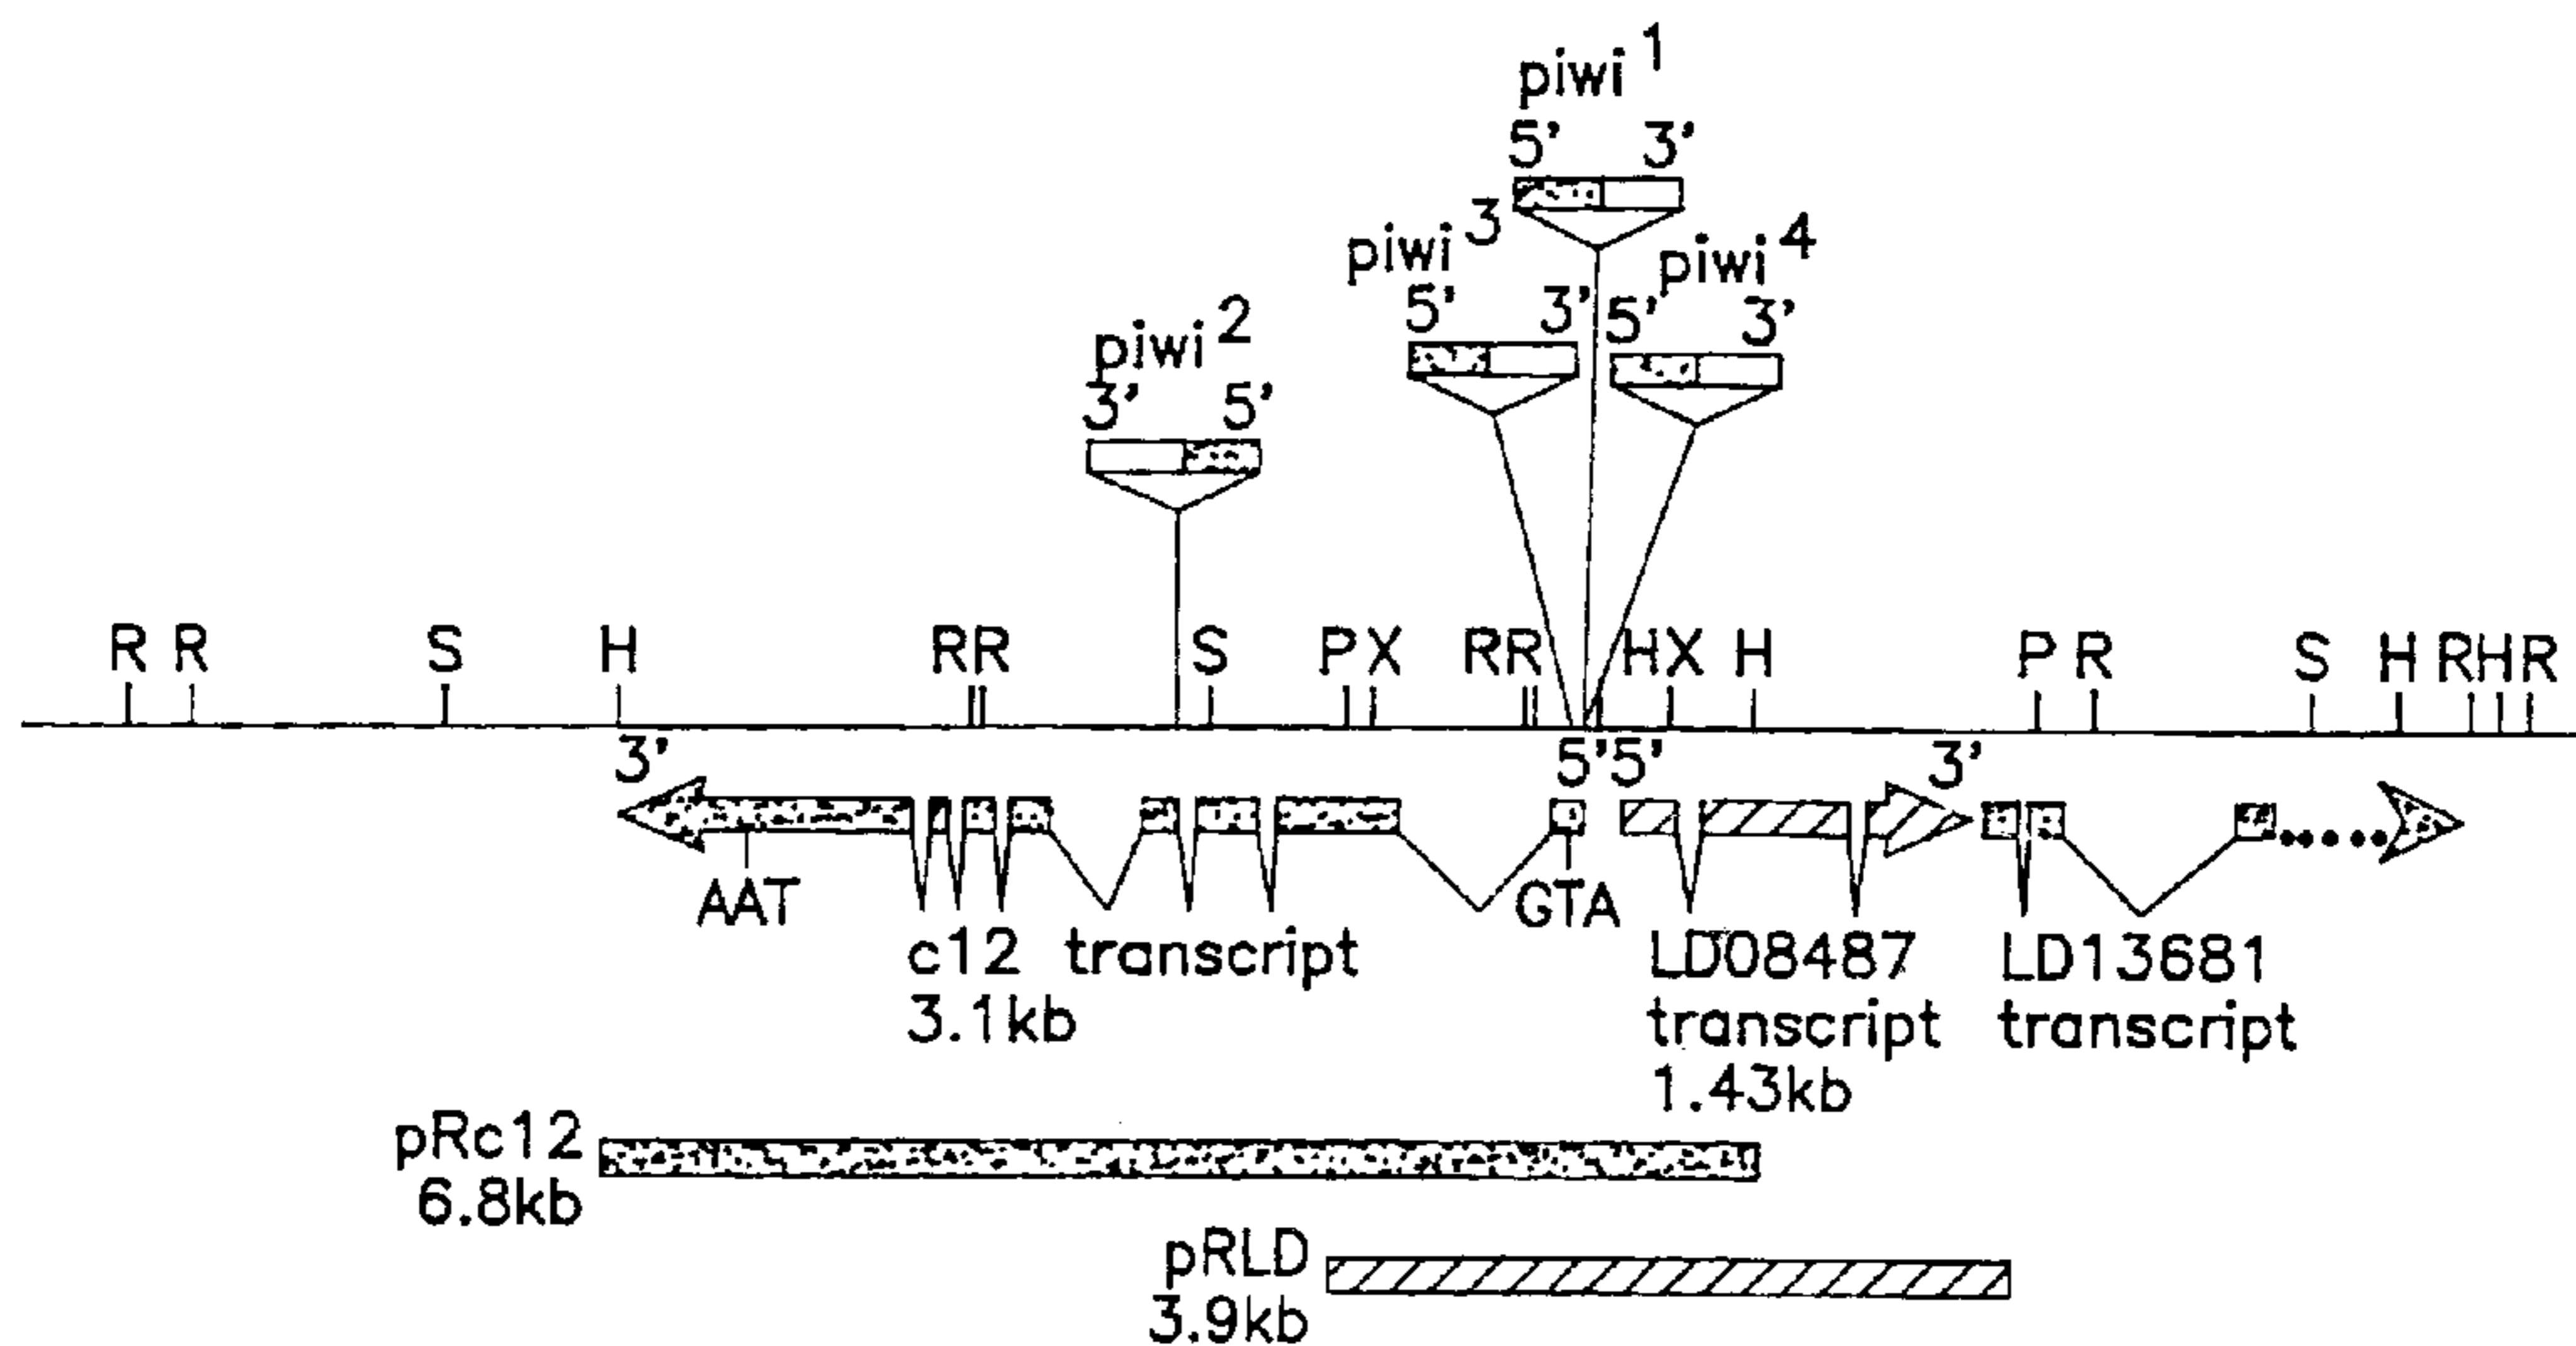 piwi 1
5' 3'
piwi 3
5' 3'
piwi 4
5' 3'
piwi 2
3' 5'
R R S H RR S P X RR HX H P R S H RHR
3' 5'5' 3'
AAT GTA
c12 transcript
3.1kb
LD08487
transcript
1.43kb
LD13681
transcript
pRc12
6.8kb
pRLD
3.9kb